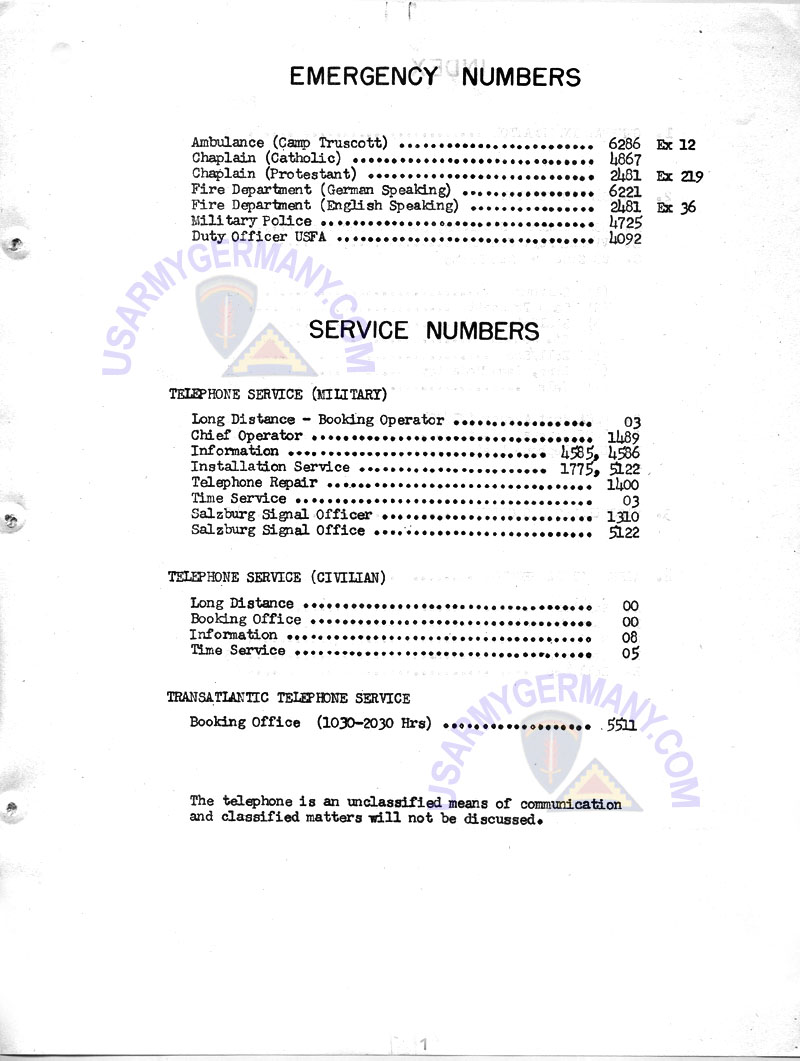 EMERGENCY NUMBERS
Ambulance (Camp Truscott) ........................ 6286 Ex 12
Chaplain (Catholic) .............................. 4867
Chaplain (Protestant) ............................ 2481 Ex 219
Fire Department (German Speaking) ................ 6221
Fire Department (English Speaking) ............... 2481 Ex 36
Military Police .................................. 4725
Duty Officer USFA ................................ 4092
USARMYGERMANY.COM
SERVICE NUMBERS
TELEPHONE SERVICE (MILITARY)
Long Distance - Booking Operator ................. 03
Chief Operator ................................... 1489
Information ................................ 4585, 4586
Installation Service ....................... 1775, 5122
Telephone Repair ................................. 1400
Time Service ..................................... 03
Salzburg Signal Officer .......................... 1310
Salzburg Signal Office ........................... 5122
TELEPHONE SERVICE (CIVILIAN)
Long Distance .................................... 00
Booking Office ................................... 00
Information ...................................... 08
Time Service ..................................... 05
TRANSATLANTIC TELEPHONE SERVICE
Booking Office (1030-2030 Hrs) ................... 5511
USARMYGERMANY.COM
The telephone is an unclassified means of communication
and classified matters will not be discussed.
1